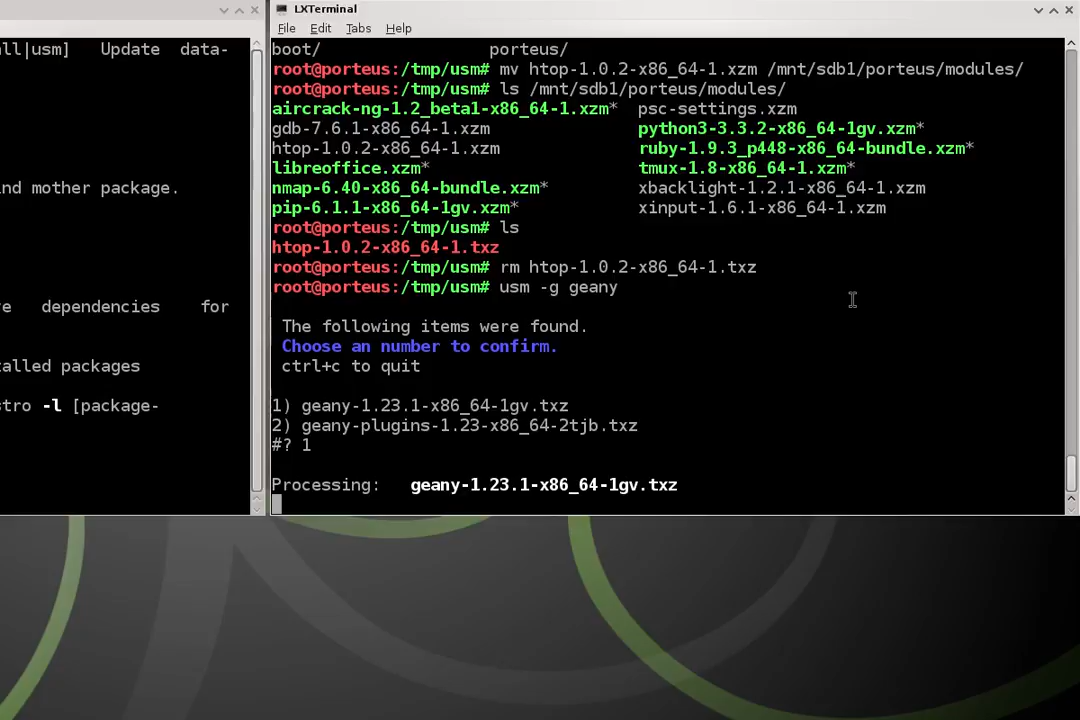 LXTerminal
File Edit Tabs Help
all|usm] Update data-
and mother package.
e dependencies for
alled packages
stro -l [package-
boot/ porteus/
root@porteus:/tmp/usm# mv htop-1.0.2-x86_64-1.xzm /mnt/sdb1/porteus/modules/
root@porteus:/tmp/usm# ls /mnt/sdb1/porteus/modules/
aircrack-ng-1.2_beta1-x86_64-1.xzm* psc-settings.xzm
gdb-7.6.1-x86_64-1.xzm python3-3.3.2-x86_64-1gv.xzm*
htop-1.0.2-x86_64-1.xzm ruby-1.9.3_p448-x86_64-bundle.xzm*
libreoffice.xzm* tmux-1.8-x86_64-1.xzm*
nmap-6.40-x86_64-bundle.xzm* xbacklight-1.2.1-x86_64-1.xzm
pip-6.1.1-x86_64-1gv.xzm* xinput-1.6.1-x86_64-1.xzm
root@porteus:/tmp/usm# ls
htop-1.0.2-x86_64-1.txz
root@porteus:/tmp/usm# rm htop-1.0.2-x86_64-1.txz
root@porteus:/tmp/usm# usm -g geany
The following items were found.
Choose an number to confirm.
ctrl+c to quit
1) geany-1.23.1-x86_64-1gv.txz
2) geany-plugins-1.23-x86_64-2tjb.txz
#? 1
Processing: geany-1.23.1-x86_64-1gv.txz